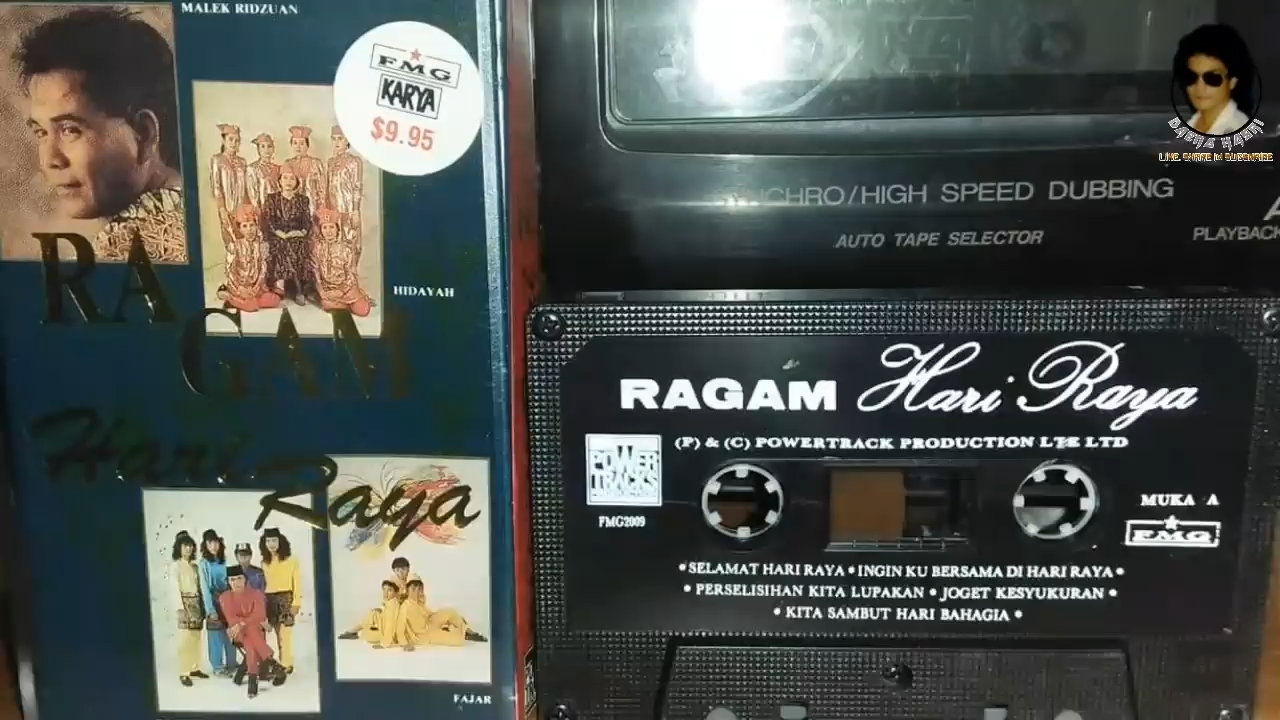 MALEK RIDZUAN
FMG
KARYA
$9.95
HIDAYAH
RAGAM
Hari
Raya
FAJAR
LIKE SHARE n SUBSCRIBE
SYNCHRO/HIGH SPEED DUBBING
AUTO TAPE SELECTOR
A
PLAYBACK
RAGAM Hari Raya
(P) & (C) POWERTRACK PRODUCTION LTE LTD
POWER
TRACKS
FMG2009
MUKA A
FMG
• SELAMAT HARI RAYA • INGIN KU BERSAMA DI HARI RAYA •
• PERSELISIHAN KITA LUPAKAN • JOGET KESYUKURAN •
• KITA SAMBUT HARI BAHAGIA •